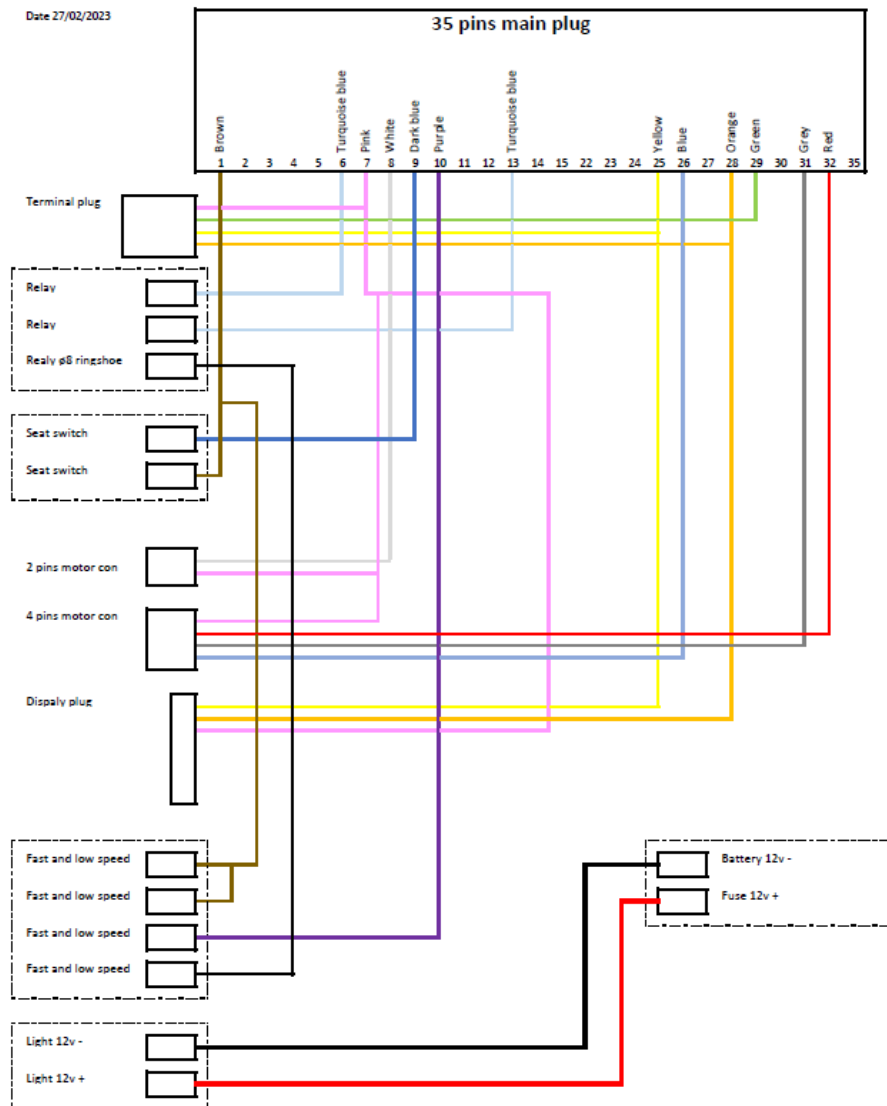 Date 27/02/2023
35 pins main plug
Brown
Turquoise blue
Pink
White
Dark blue
Purple
Turquoise blue
Yellow
Blue
Orange
Green
Grey
Red
1 2 3 4 5 6 7 8 9 10 11 12 13 14 15 22 23 24 25 26 27 28 29 31 32 35
Terminal plug
Relay
Relay
Realy ø8 ringshoe
Seat switch
Seat switch
2 pins motor con
4 pins motor con
Dispaly plug
Fast and low speed
Battery 12v -
Fast and low speed
Fuse 12v +
Fast and low speed
Fast and low speed
Light 12v -
Light 12v +